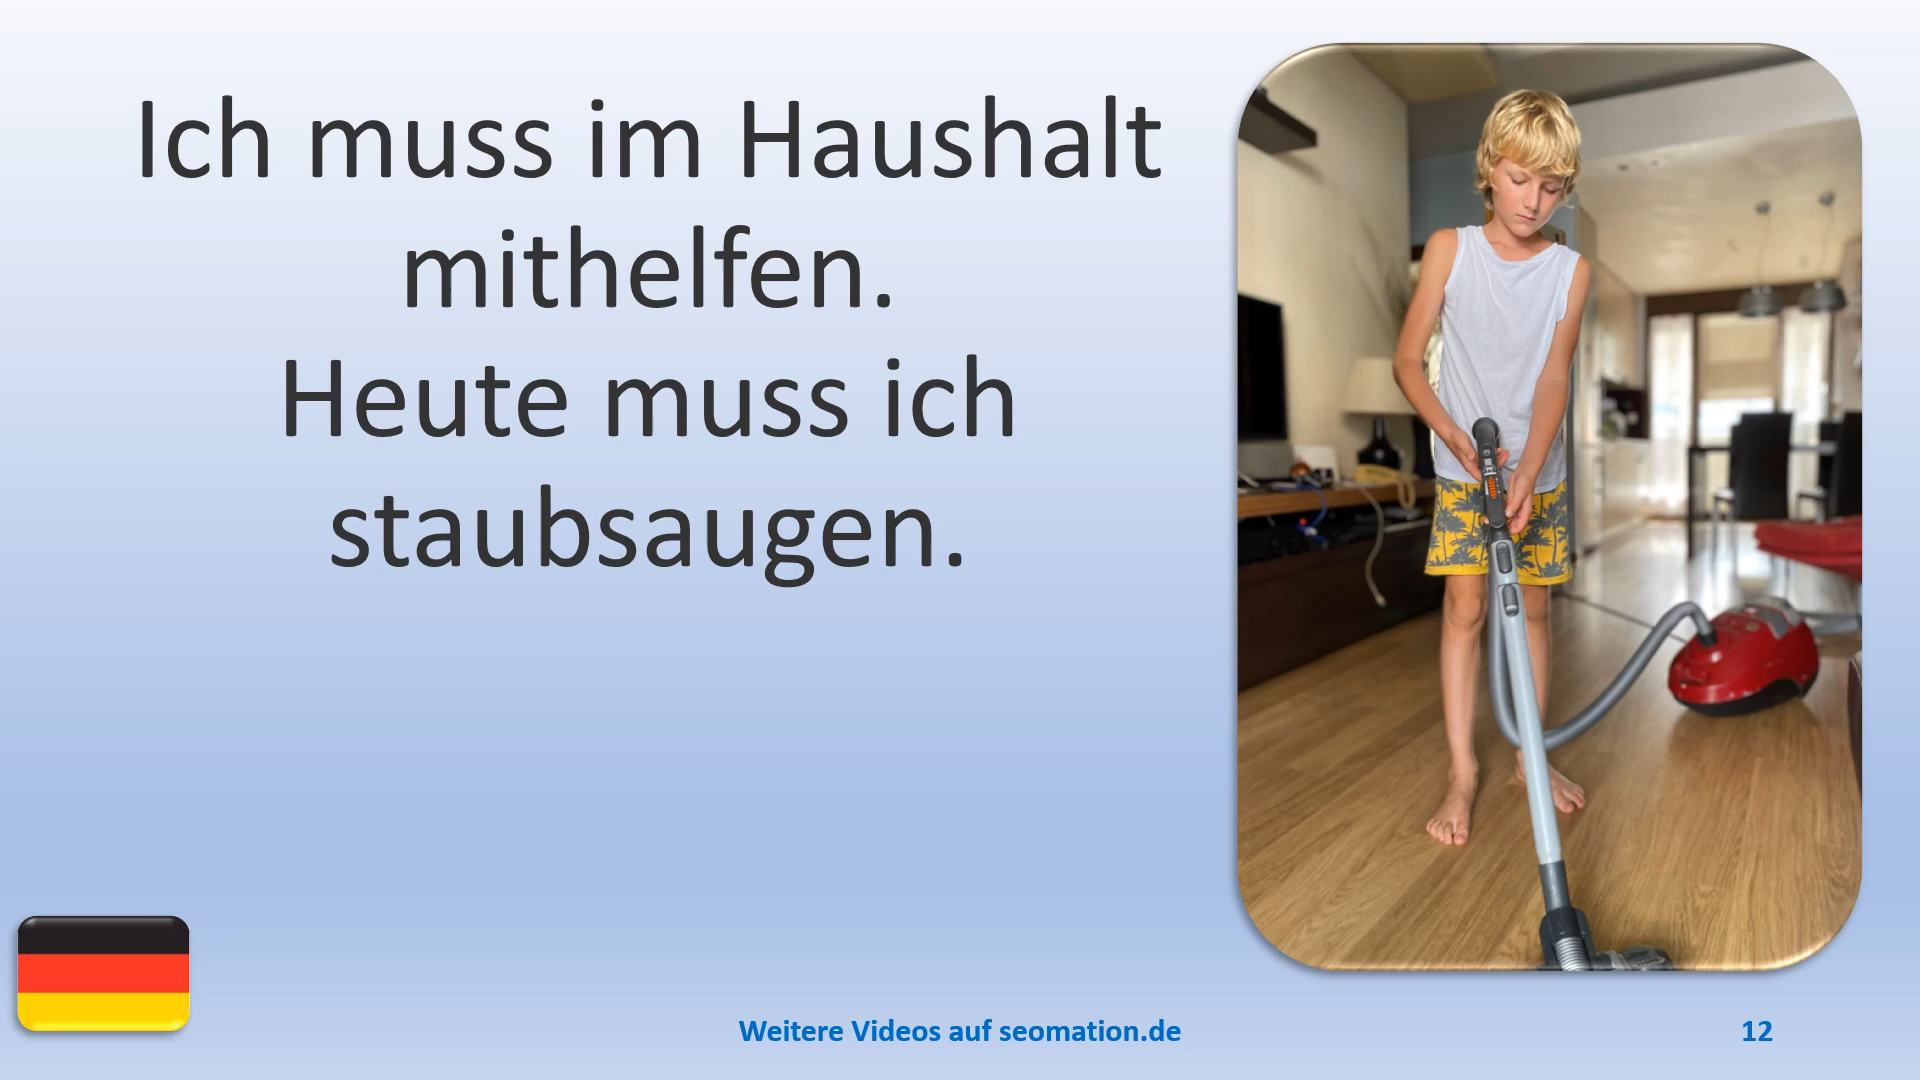 Ich muss im Haushalt
mithelfen.
Heute muss ich
staubsaugen.
Weitere Videos auf seomation.de
12